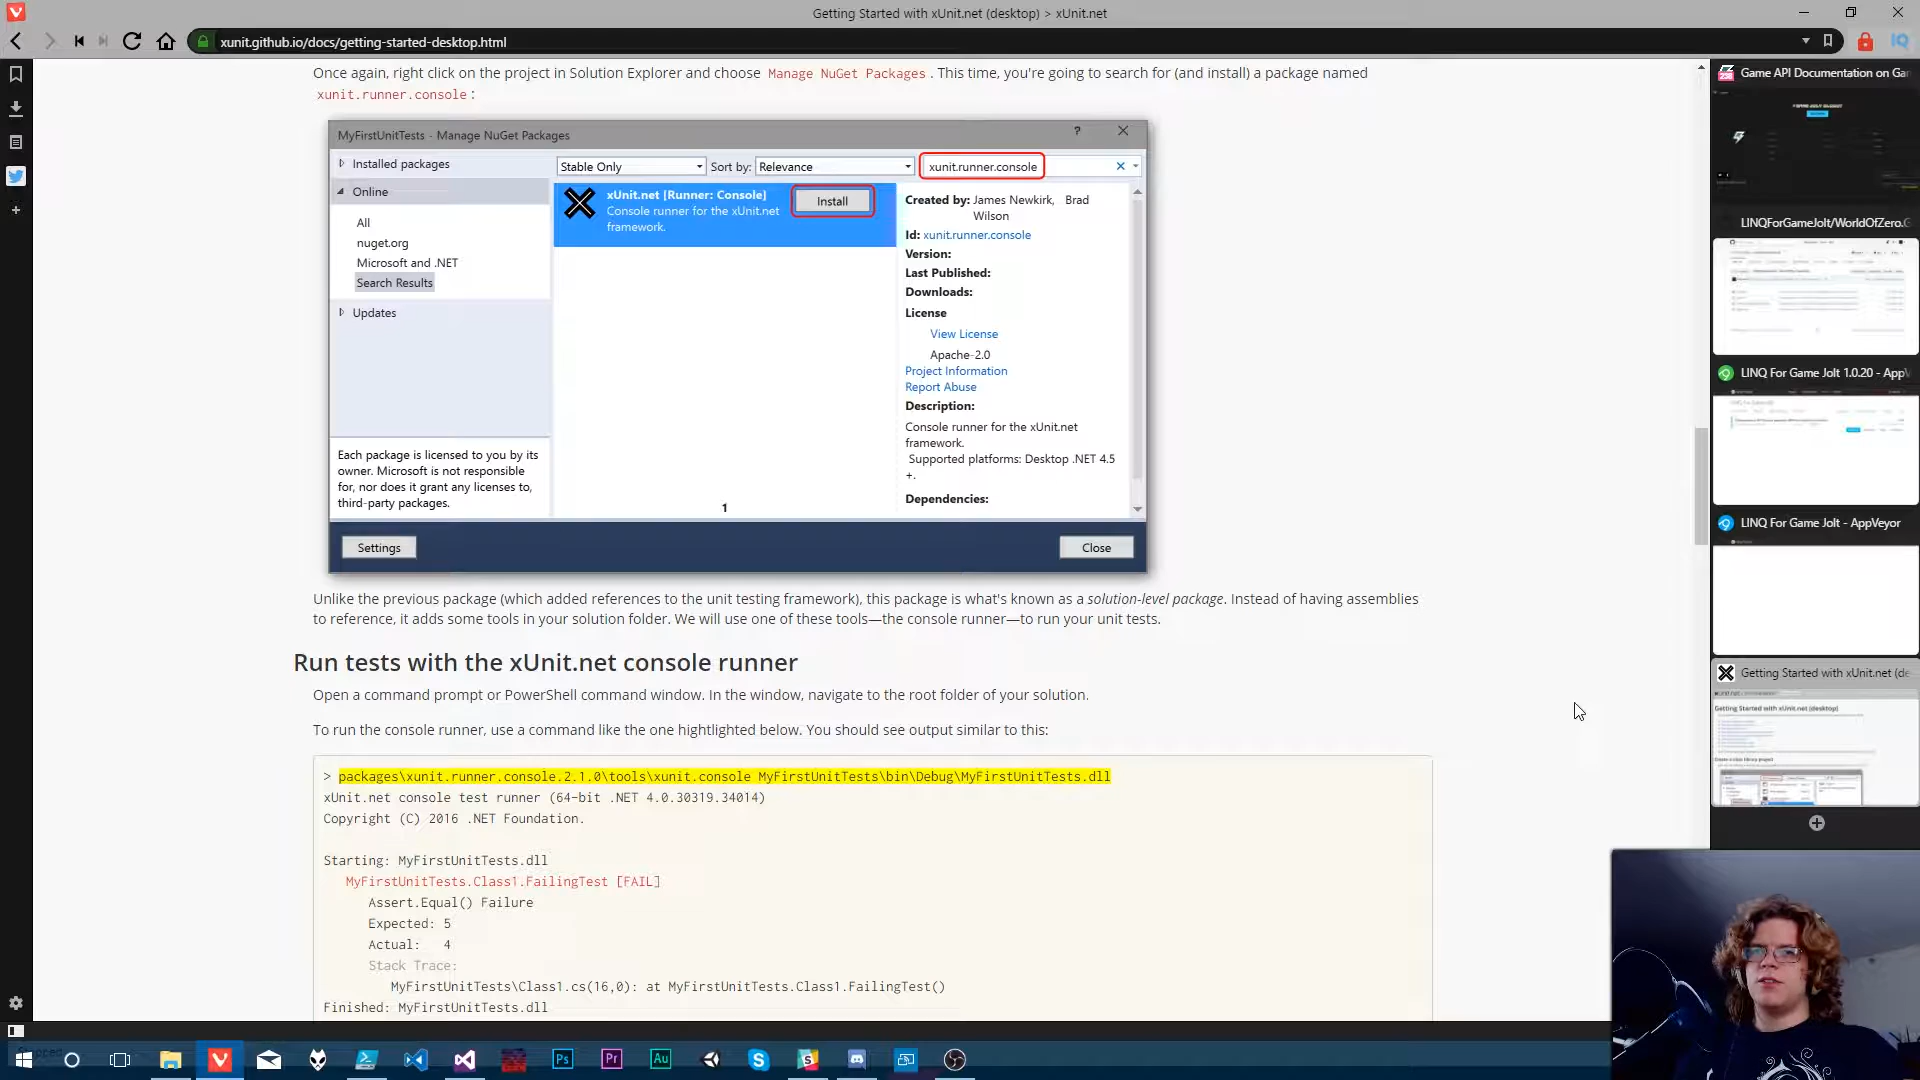 Getting Started with xUnit.net (desktop) > xUnit.net
xunit.github.io/docs/getting-started-desktop.html
Once again, right click on the project in Solution Explorer and choose Manage NuGet Packages. This time, you're going to search for (and install) a package named
xunit.runner.console:
MyFirstUnitTests - Manage NuGet Packages
?
Installed packages
Online
All
nuget.org
Microsoft and .NET
Search Results
Updates
Each package is licensed to you by its
owner. Microsoft is not responsible
for, nor does it grant any licenses to,
third-party packages.
Settings
Stable Only
Sort by: Relevance
xunit.runner.console
xUnit.net [Runner: Console]
Console runner for the xUnit.net
framework.
Install
1
Created by: James Newkirk, Brad
Wilson
Id: xunit.runner.console
Version:
Last Published:
Downloads:
License
View License
Apache-2.0
Project Information
Report Abuse
Description:
Console runner for the xUnit.net
framework.
Supported platforms: Desktop .NET 4.5
+.
Dependencies:
Close
Unlike the previous package (which added references to the unit testing framework), this package is what's known as a solution-level package. Instead of having assemblies
to reference, it adds some tools in your solution folder. We will use one of these tools—the console runner—to run your unit tests.
Run tests with the xUnit.net console runner
Open a command prompt or PowerShell command window. In the window, navigate to the root folder of your solution.
To run the console runner, use a command like the one hightlighted below. You should see output similar to this:
> packages\xunit.runner.console.2.1.0\tools\xunit.console MyFirstUnitTests\bin\Debug\MyFirstUnitTests.dll
xUnit.net console test runner (64-bit .NET 4.0.30319.34014)
Copyright (C) 2016 .NET Foundation.
Starting: MyFirstUnitTests.dll
MyFirstUnitTests.Class1.FailingTest [FAIL]
Assert.Equal() Failure
Expected: 5
Actual: 4
Stack Trace:
MyFirstUnitTests\Class1.cs(16,0): at MyFirstUnitTests.Class1.FailingTest()
Finished: MyFirstUnitTests.dll
Game API Documentation on Ga
LINQForGameJolt/WorldOfZero.G
LINQ For Game Jolt 1.0.20 - AppV
LINQ For Game Jolt - AppVeyor
Getting Started with xUnit.net (de
Getting Started with xUnit.net (desktop)
Ps
Pr
Au